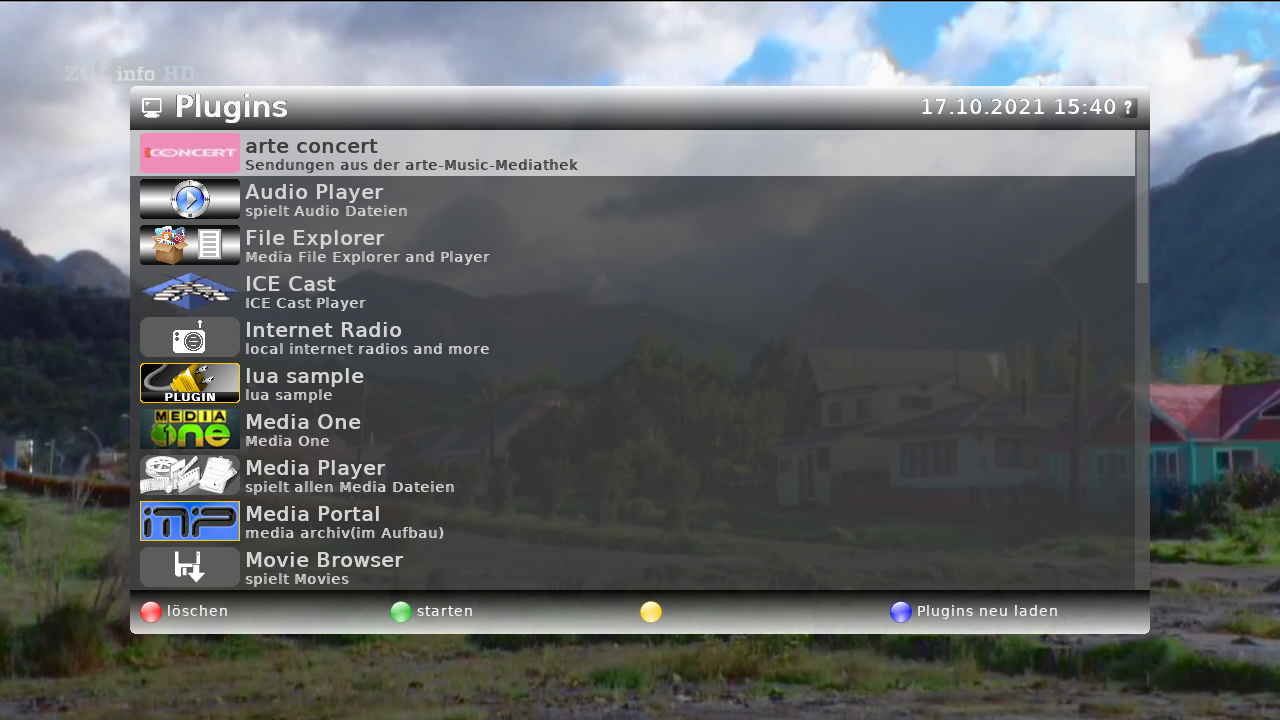 zdf info HD
Plugins
17.10.2021 15:40 ?
CONCERT
arte concert
Sendungen aus der arte-Music-Mediathek
Audio Player
spielt Audio Dateien
File Explorer
Media File Explorer and Player
ICE Cast
ICE Cast Player
Internet Radio
local internet radios and more
PLUGIN
lua sample
lua sample
MEDIA
one
Media One
Media One
Media Player
spielt allen Media Dateien
MP
Media Portal
media archiv(im Aufbau)
Movie Browser
spielt Movies
löschen
starten
Plugins neu laden